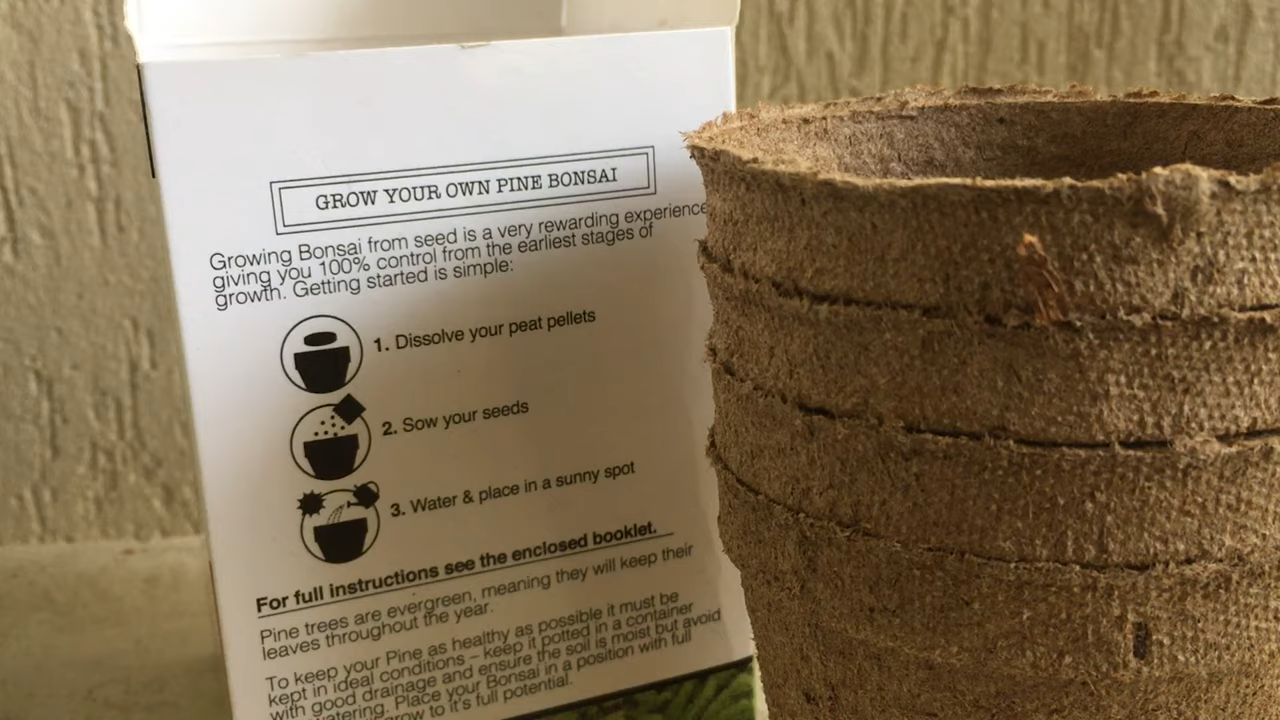 GROW YOUR OWN PINE BONSAI
Growing Bonsai from seed is a very rewarding experience
giving you 100% control from the earliest stages of
growth. Getting started is simple:
1. Dissolve your peat pellets
2. Sow your seeds
3. Water & place in a sunny spot
For full instructions see the enclosed booklet.
Pine trees are evergreen, meaning they will keep their
leaves throughout the year.
To keep your Pine as healthy as possible it must be
kept in ideal conditions – keep it potted in a container
with good drainage and ensure the soil is moist but avoid
watering. Place your Bonsai in a position with full
grow to it's full potential.